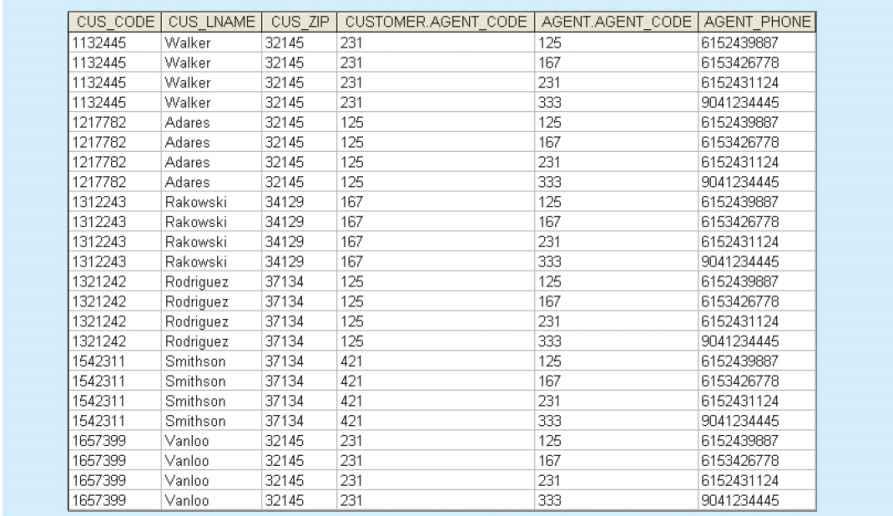 CUS_CODE CUS_LNAME CUS_ZIP CUSTOMER.AGENT_CODE AGENT.AGENT_CODE AGENT_PHONE
1132445 Walker 32145 231 125 6152439887
1132445 Walker 32145 231 167 6153426778
1132445 Walker 32145 231 231 6152431124
1132445 Walker 32145 231 333 9041234445
1217782 Adares 32145 125 125 6152439887
1217782 Adares 32145 125 167 6153426778
1217782 Adares 32145 125 231 6152431124
1217782 Adares 32145 125 333 9041234445
1312243 Rakowski 34129 167 125 6152439887
1312243 Rakowski 34129 167 167 6153426778
1312243 Rakowski 34129 167 231 6152431124
1312243 Rakowski 34129 167 333 9041234445
1321242 Rodriguez 37134 125 125 6152439887
1321242 Rodriguez 37134 125 167 6153426778
1321242 Rodriguez 37134 125 231 6152431124
1321242 Rodriguez 37134 125 333 9041234445
1542311 Smithson 37134 421 125 6152439887
1542311 Smithson 37134 421 167 6153426778
1542311 Smithson 37134 421 231 6152431124
1542311 Smithson 37134 421 333 9041234445
1657399 Vanloo 32145 231 125 6152439887
1657399 Vanloo 32145 231 167 6153426778
1657399 Vanloo 32145 231 231 6152431124
1657399 Vanloo 32145 231 333 9041234445